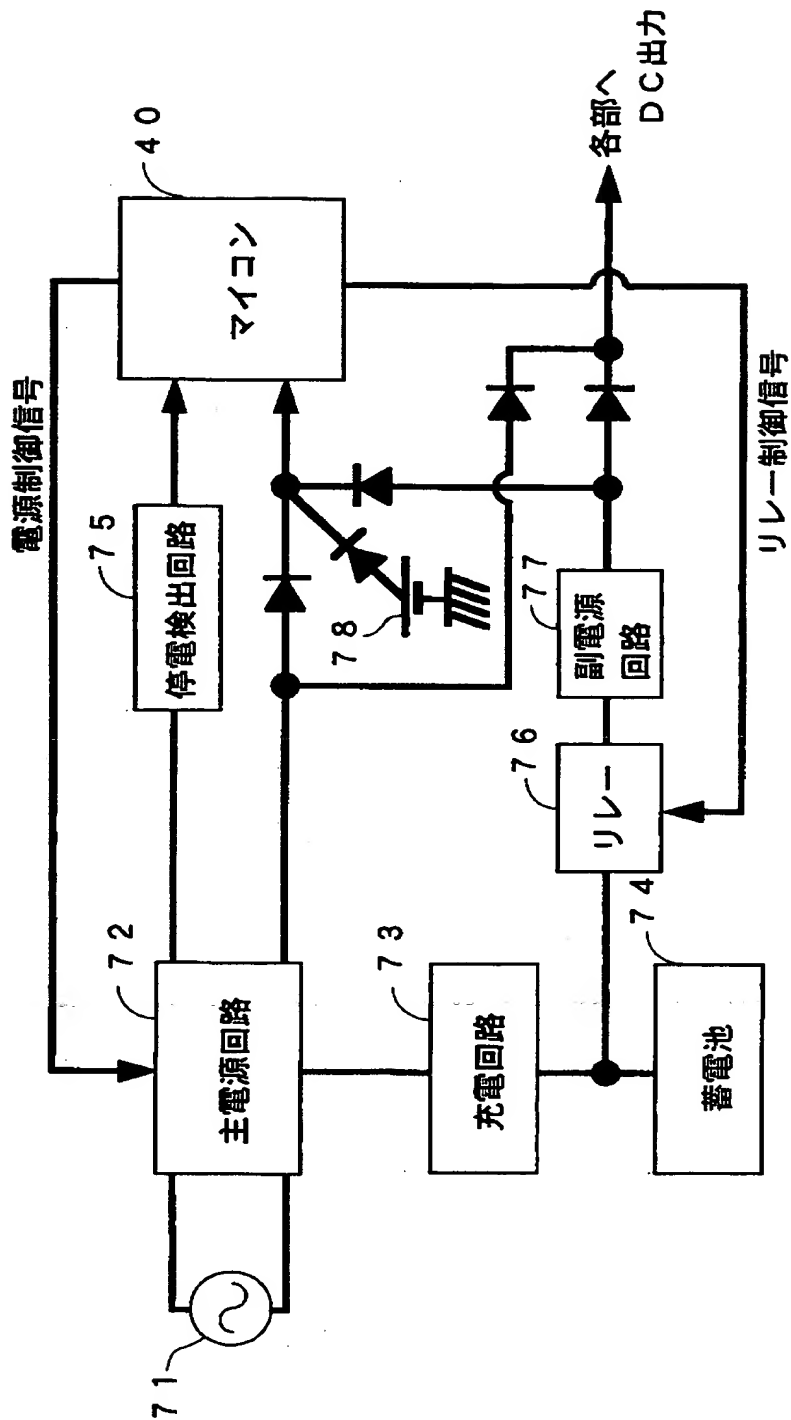 電源制御信号
40
マイコン
75
停電検出回路
72
主電源回路
71
78
各部へ
DC出力
73
充電回路
76
リレー
77
副電源
回路
74
蓄電池
リレー制御信号